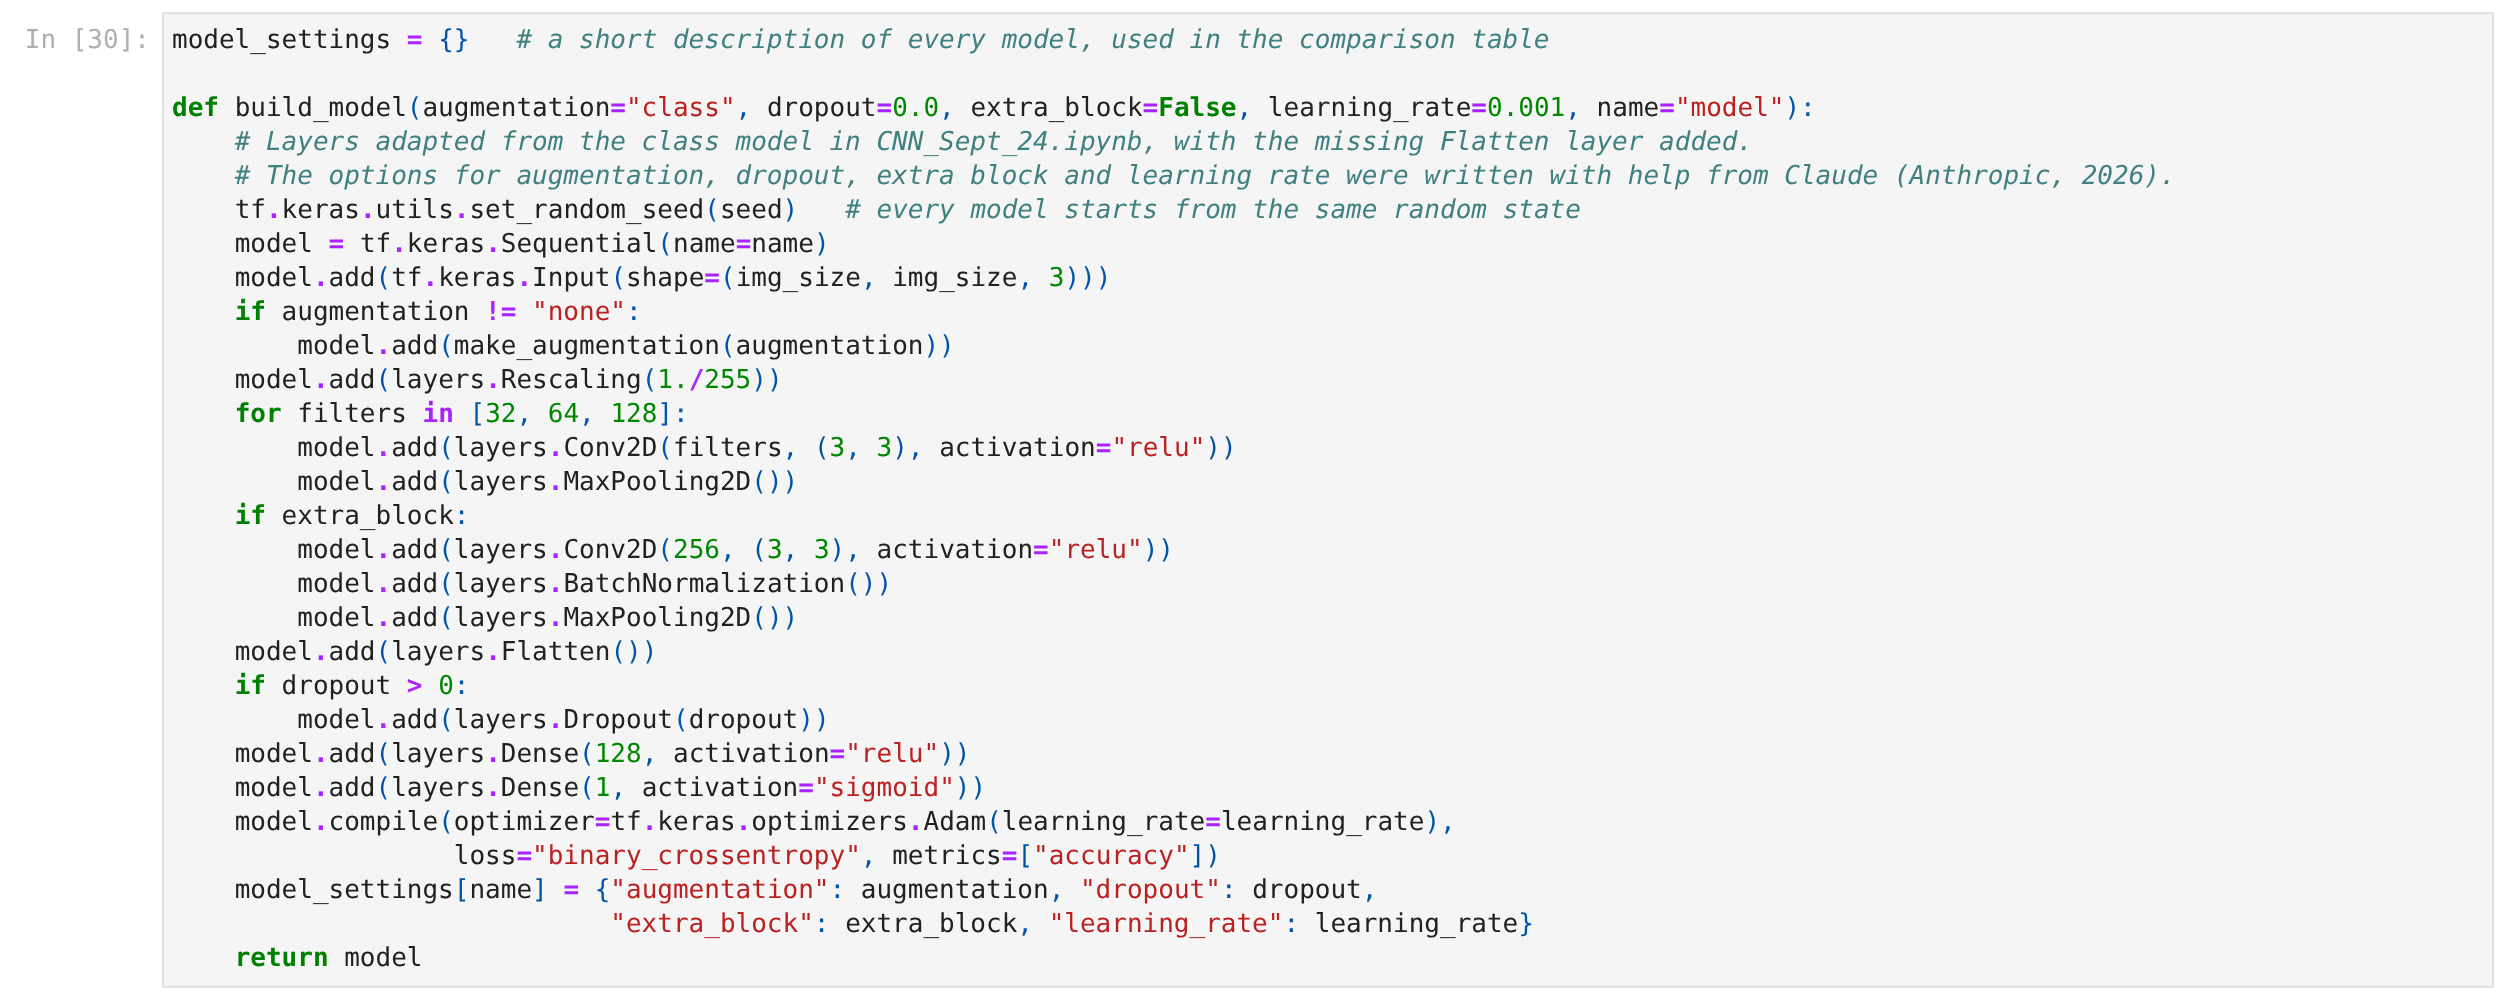 In [30]: model_settings = {}   # a short description of every model, used in the comparison table

def build_model(augmentation="class", dropout=0.0, extra_block=False, learning_rate=0.001, name="model"):
    # Layers adapted from the class model in CNN_Sept_24.ipynb, with the missing Flatten layer added.
    # The options for augmentation, dropout, extra block and learning rate were written with help from Claude (Anthropic, 2026).
    tf.keras.utils.set_random_seed(seed)   # every model starts from the same random state
    model = tf.keras.Sequential(name=name)
    model.add(tf.keras.Input(shape=(img_size, img_size, 3)))
    if augmentation != "none":
        model.add(make_augmentation(augmentation))
    model.add(layers.Rescaling(1./255))
    for filters in [32, 64, 128]:
        model.add(layers.Conv2D(filters, (3, 3), activation="relu"))
        model.add(layers.MaxPooling2D())
    if extra_block:
        model.add(layers.Conv2D(256, (3, 3), activation="relu"))
        model.add(layers.BatchNormalization())
        model.add(layers.MaxPooling2D())
    model.add(layers.Flatten())
    if dropout > 0:
        model.add(layers.Dropout(dropout))
    model.add(layers.Dense(128, activation="relu"))
    model.add(layers.Dense(1, activation="sigmoid"))
    model.compile(optimizer=tf.keras.optimizers.Adam(learning_rate=learning_rate),
                  loss="binary_crossentropy", metrics=["accuracy"])
    model_settings[name] = {"augmentation": augmentation, "dropout": dropout,
                            "extra_block": extra_block, "learning_rate": learning_rate}
    return model